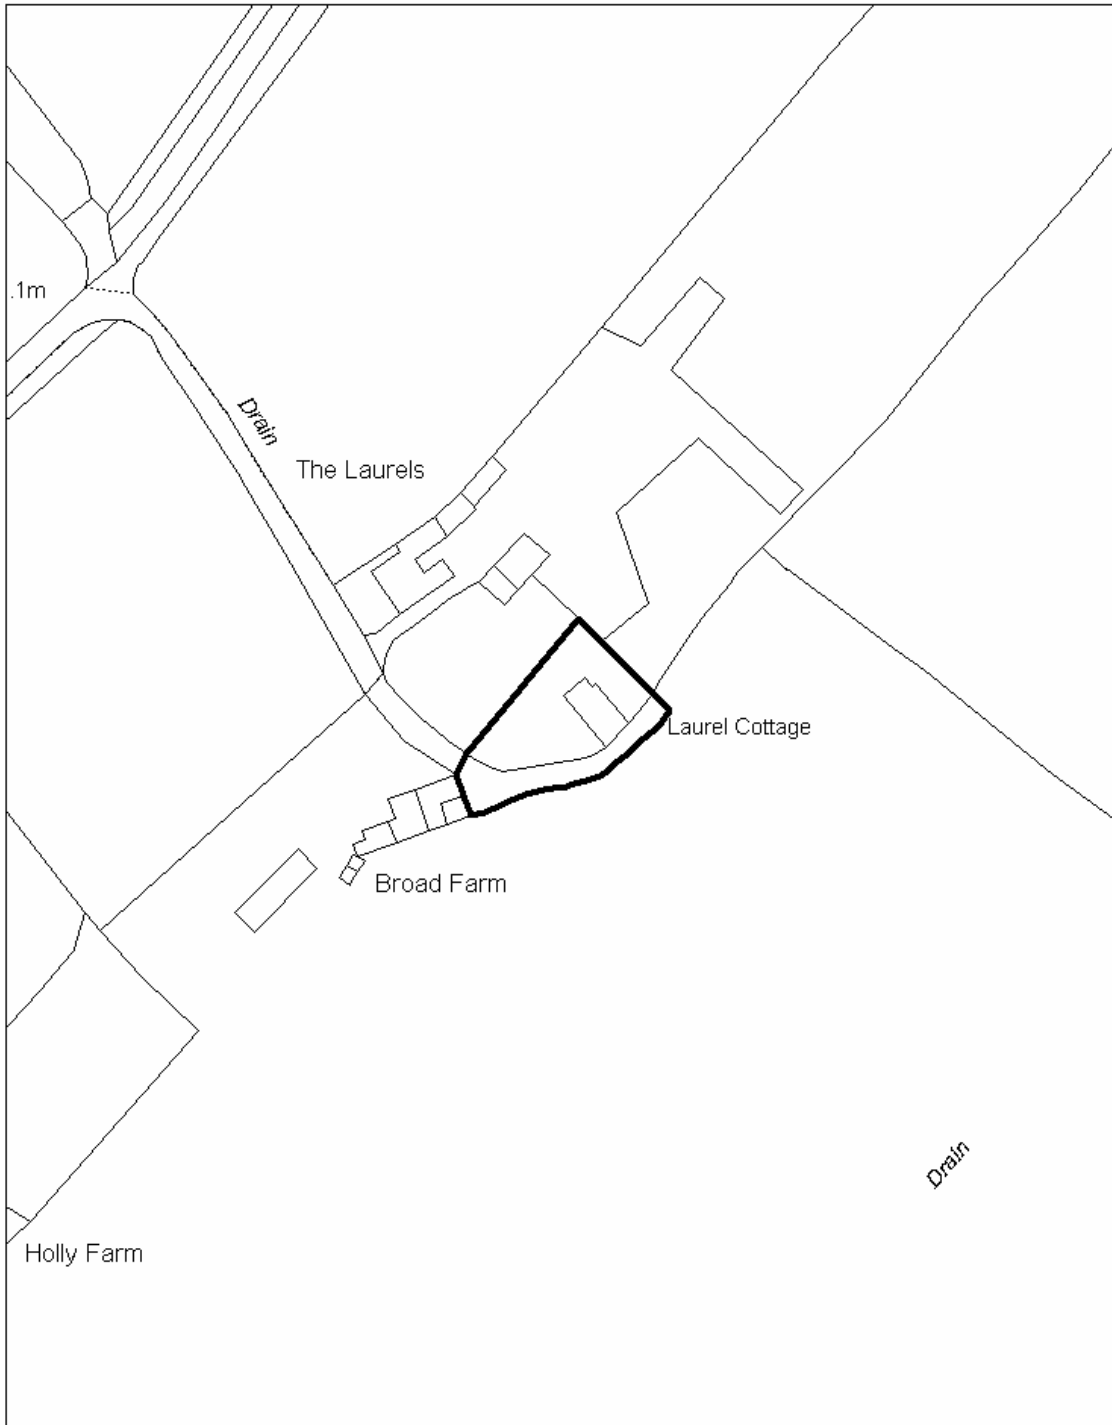 .1m
Drain
The Laurels
Laurel Cottage
Broad Farm
Drain
Holly Farm